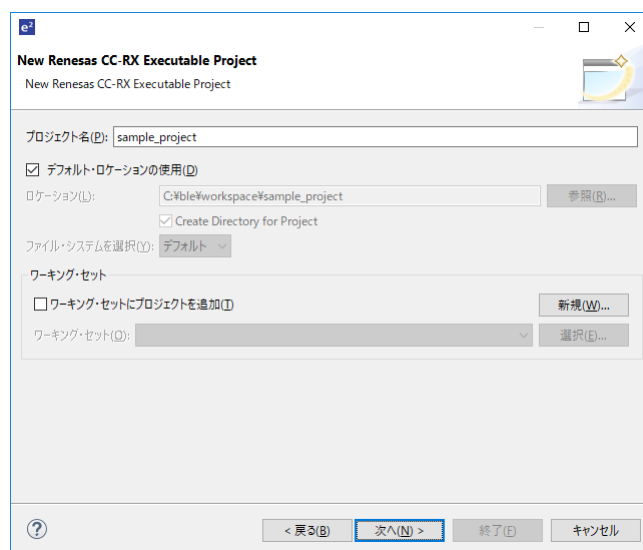 e²
New Renesas CC-RX Executable Project
New Renesas CC-RX Executable Project
プロジェクト名(P): sample_project
デフォルト・ロケーションの使用(D)
ロケーション(L): C:¥ble¥workspace¥sample_project 参照(R)...
Create Directory for Project
ファイル・システムを選択(Y): デフォルト
ワーキング・セット
ワーキング・セットにプロジェクトを追加(T) 新規(W)...
ワーキング・セット(O): 選択(E)...
? < 戻る(B) 次へ(N) > 終了(F) キャンセル